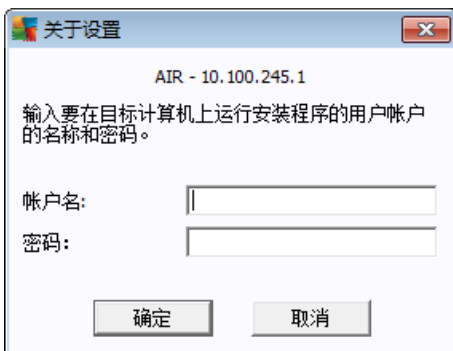 关于设置
AIR - 10.100.245.1
输入要在目标计算机上运行安装程序的用户帐户
的名称和密码。
帐户名:
密码:
确定
取消